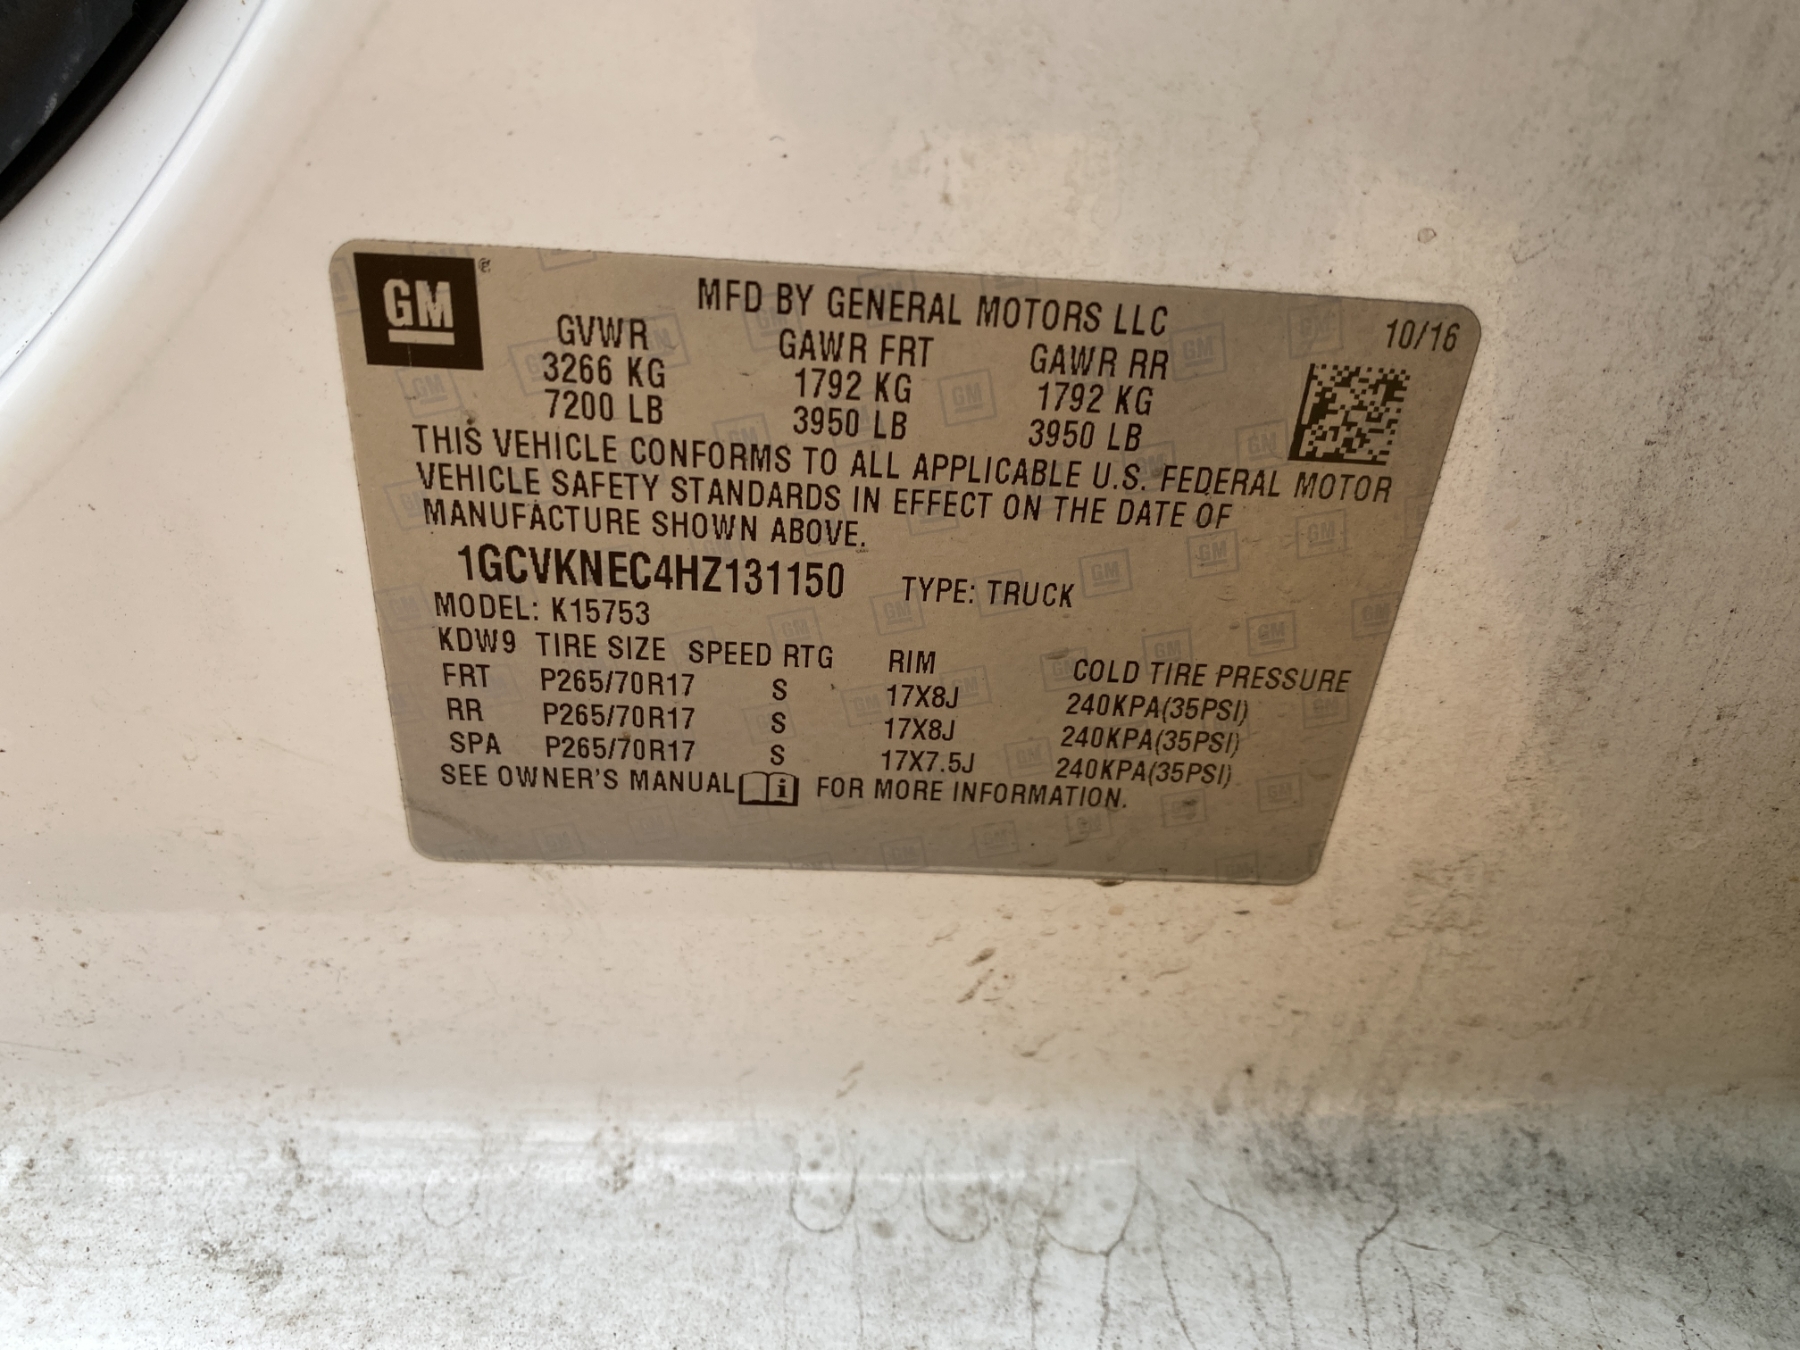 GM
MFD BY GENERAL MOTORS LLC
10/16
GVWR GAWR FRT GAWR RR
3266 KG 1792 KG 1792 KG
7200 LB 3950 LB 3950 LB
THIS VEHICLE CONFORMS TO ALL APPLICABLE U.S. FEDERAL MOTOR
VEHICLE SAFETY STANDARDS IN EFFECT ON THE DATE OF
MANUFACTURE SHOWN ABOVE.
1GCVKNEC4HZ131150 TYPE: TRUCK
MODEL: K15753
KDW9 TIRE SIZE SPEED RTG RIM COLD TIRE PRESSURE
FRT P265/70R17 S 17X8J 240KPA(35PSI)
RR P265/70R17 S 17X8J 240KPA(35PSI)
SPA P265/70R17 S 17X7.5J 240KPA(35PSI)
SEE OWNER'S MANUAL i FOR MORE INFORMATION.